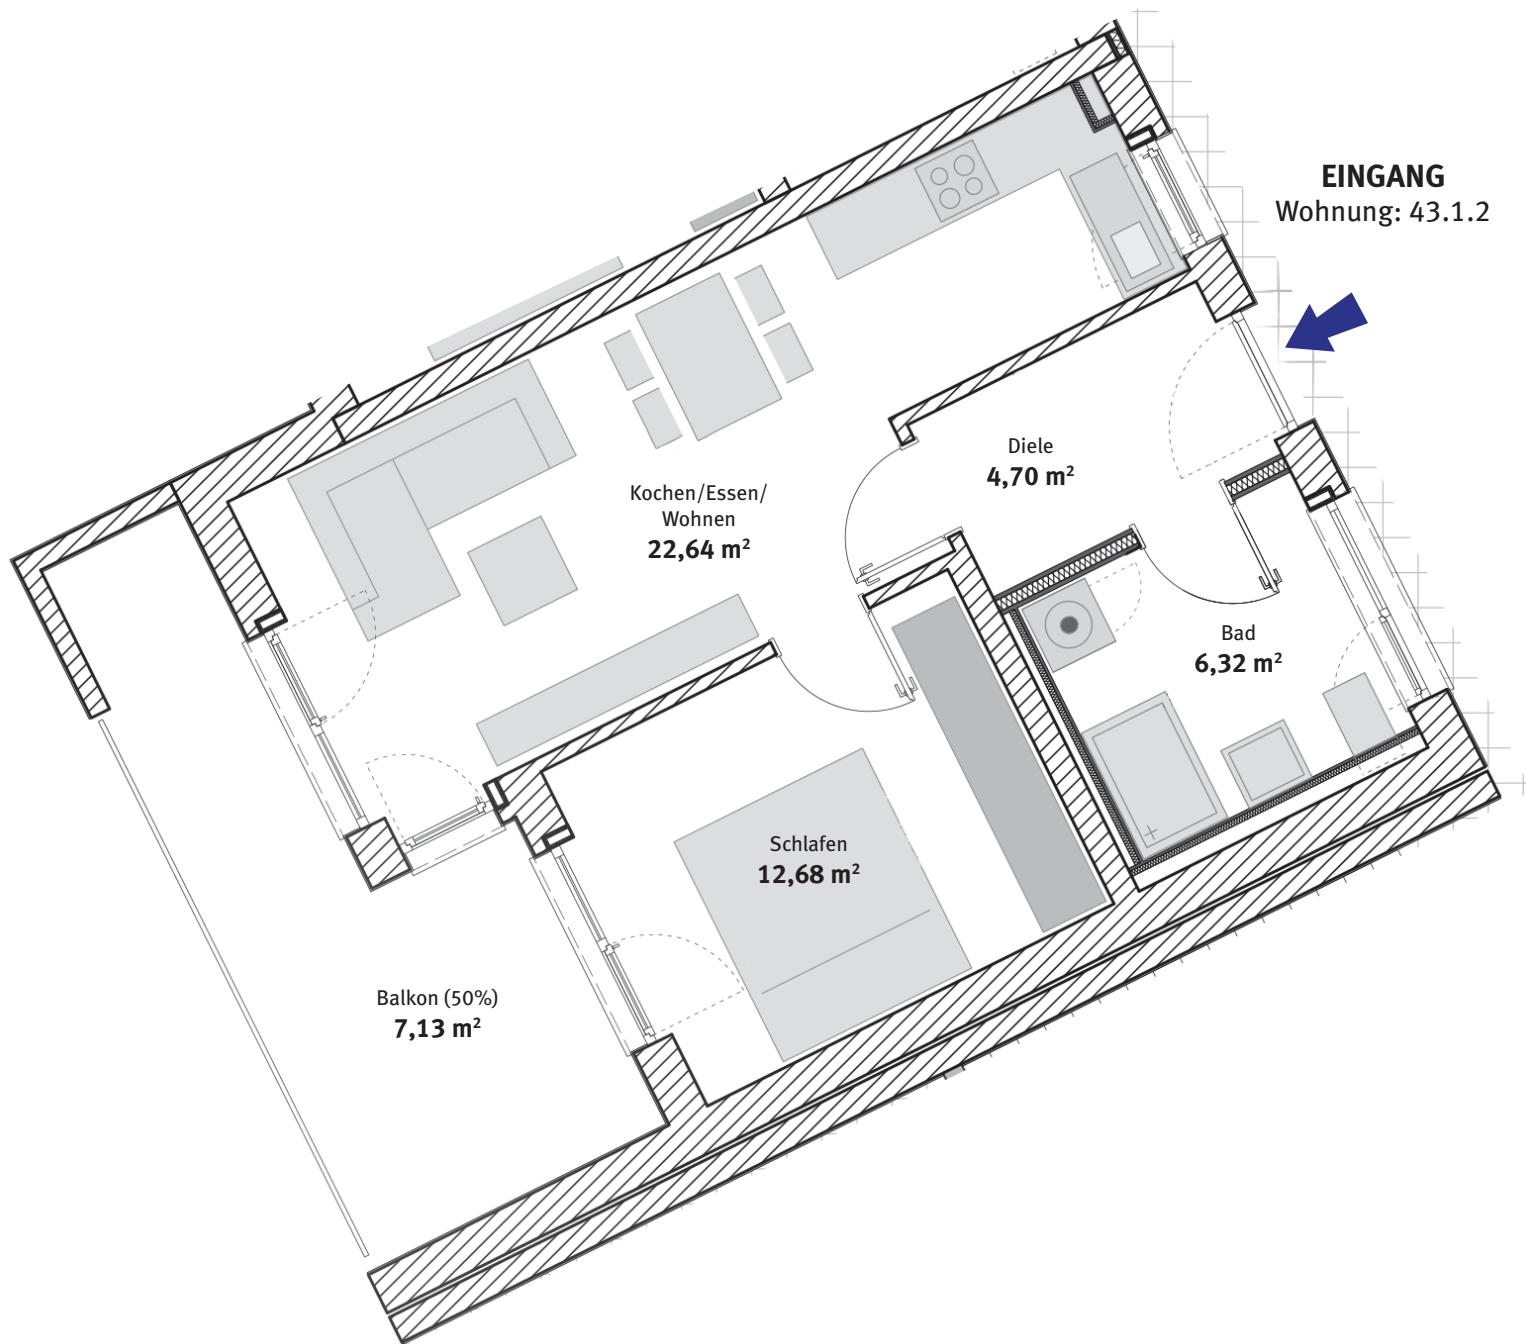 EINGANG
Wohnung: 43.1.2
Diele
4,70 m²
Kochen/Essen/
Wohnen
22,64 m²
Bad
6,32 m²
Schlafen
12,68 m²
Balkon (50%)
7,13 m²